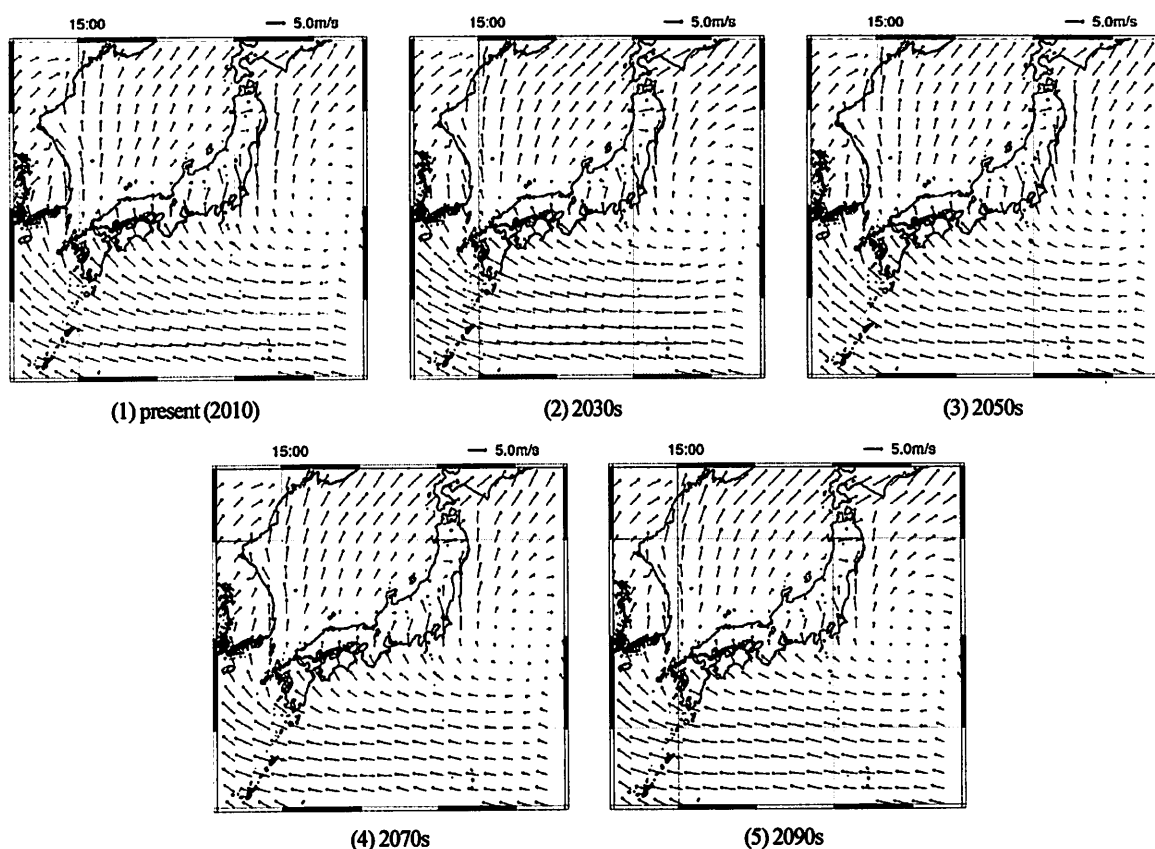 15:00 5.0m/s 15:00 5.0m/s 15:00 5.0m/s
(1) present (2010) (2) 2030s (3) 2050s
15:00 5.0m/s 15:00 5.0m/s
(4) 2070s (5) 2090s